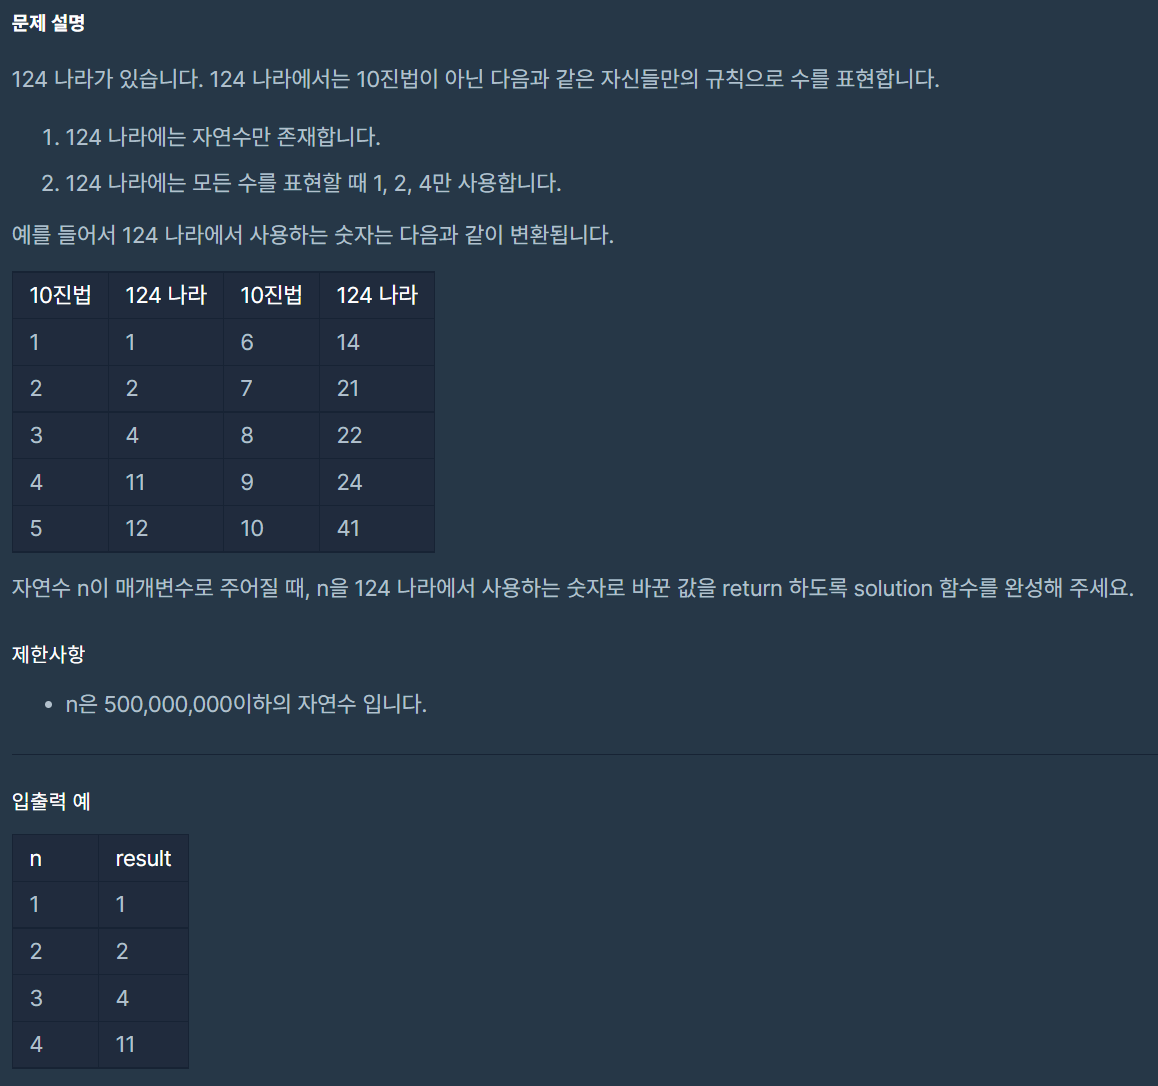 문제 설명
124 나라가 있습니다. 124 나라에서는 10진법이 아닌 다음과 같은 자신들만의 규칙으로 수를 표현합니다.
1. 124 나라에는 자연수만 존재합니다.
2. 124 나라에는 모든 수를 표현할 때 1, 2, 4만 사용합니다.
예를 들어서 124 나라에서 사용하는 숫자는 다음과 같이 변환됩니다.
10진법 124 나라 10진법 124 나라
1 1 6 14
2 2 7 21
3 4 8 22
4 11 9 24
5 12 10 41
자연수 n이 매개변수로 주어질 때, n을 124 나라에서 사용하는 숫자로 바꾼 값을 return 하도록 solution 함수를 완성해 주세요.
제한사항
• n은 500,000,000이하의 자연수 입니다.
입출력 예
n result
1 1
2 2
3 4
4 11